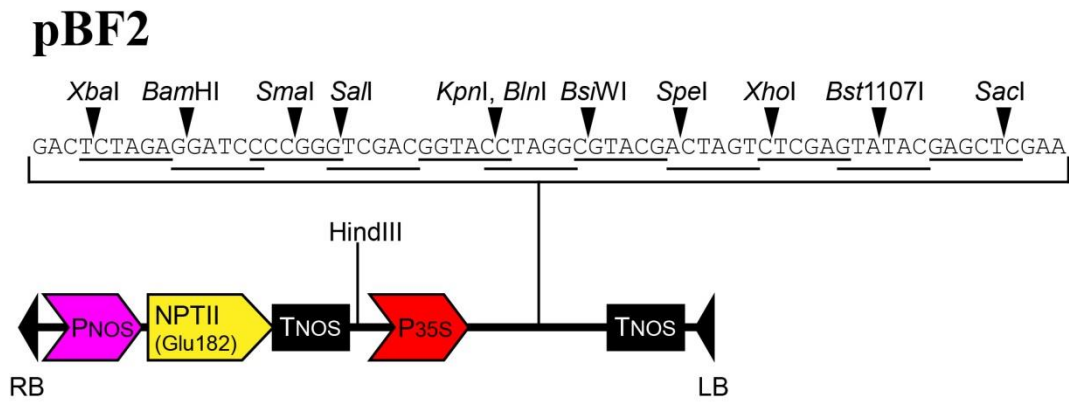 pBF2
XbaI BamHI SmaI SalI KpnI, BlnI BsiWI SpeI XhoI Bst1107I SacI
GACTCTAGAGGATCCCCGGGTCGACGGTACCCTAGGCGTACGACTAGTCTCGAGTATACGAGCTCGAA
HindIII
PNOS NPTII (Glu182) TNOS P35S TNOS
RB LB